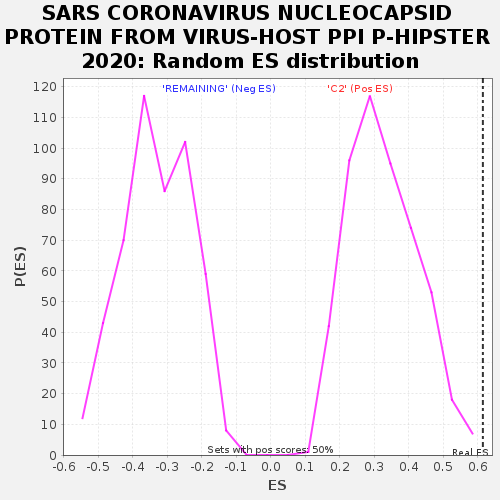 SARS CORONAVIRUS NUCLEOCAPSID
PROTEIN FROM VIRUS-HOST PPI P-HIPSTER
2020: Random ES distribution
'REMAINING' (Neg ES) 'C2' (Pos ES)
120
110
100
90
80
70
60
50
40
30
20
10
0
P(ES)
Sets with pos scores: 50%
Real ES
-0.6 -0.5 -0.4 -0.3 -0.2 -0.1 0.0 0.1 0.2 0.3 0.4 0.5 0.6
ES